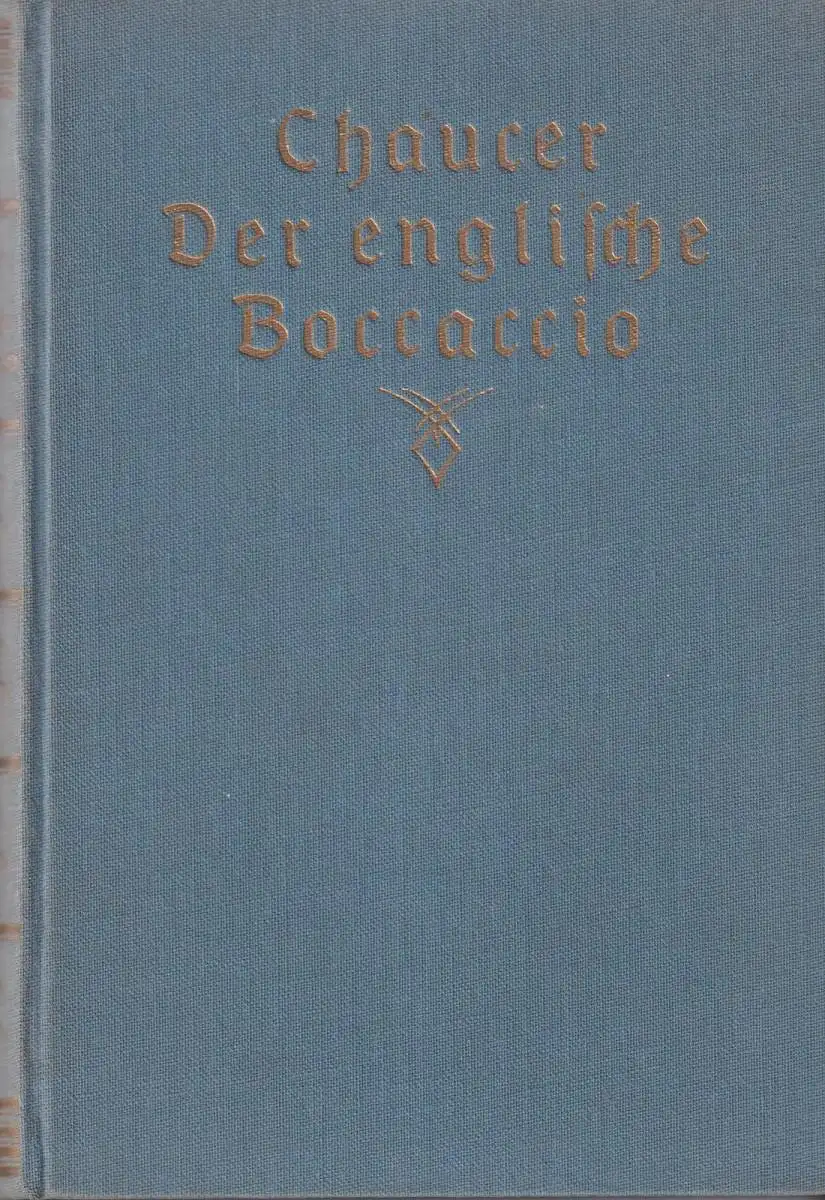 Chaucer
Der engliſche
Boccaccio